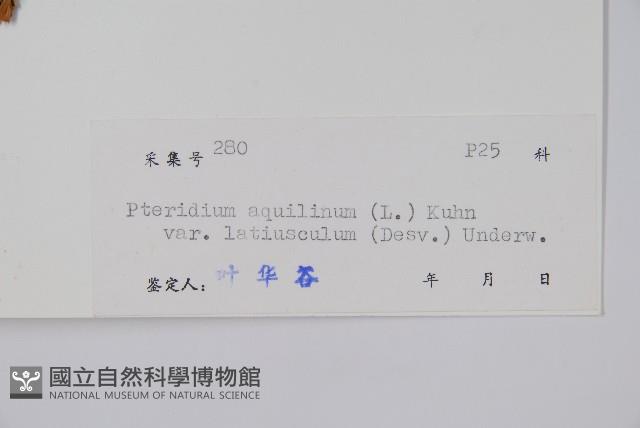 采集号 280 P25 科
Pteridium aquilinum (L.) Kuhn
var. latiusculum (Desv.) Underw.
鉴定人: 叶华谷 年 月 日
國立自然科學博物館
NATIONAL MUSEUM OF NATURAL SCIENCE